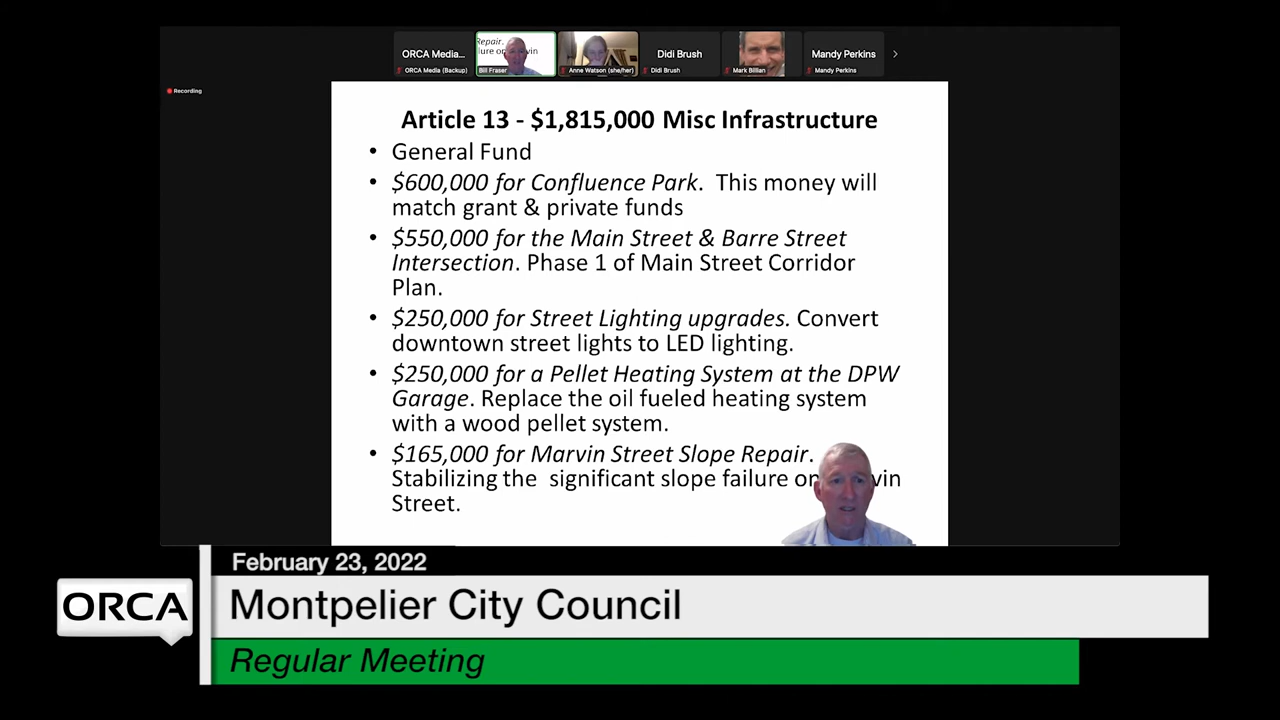 Repair.
lure on vin
ORCA Media...
Didi Brush
Mandy Perkins
ORCA Media (Backup)
Bill Fraser
Anne Watson (she/her)
Didi Brush
Mark Billian
Mandy Perkins
Recording
Article 13 - $1,815,000 Misc Infrastructure
• General Fund
• $600,000 for Confluence Park. This money will
match grant & private funds
• $550,000 for the Main Street & Barre Street
Intersection. Phase 1 of Main Street Corridor
Plan.
• $250,000 for Street Lighting upgrades. Convert
downtown street lights to LED lighting.
• $250,000 for a Pellet Heating System at the DPW
Garage. Replace the oil fueled heating system
with a wood pellet system.
• $165,000 for Marvin Street Slope Repair.
Stabilizing the significant slope failure on vin
Street.
February 23, 2022
ORCA
Montpelier City Council
Regular Meeting